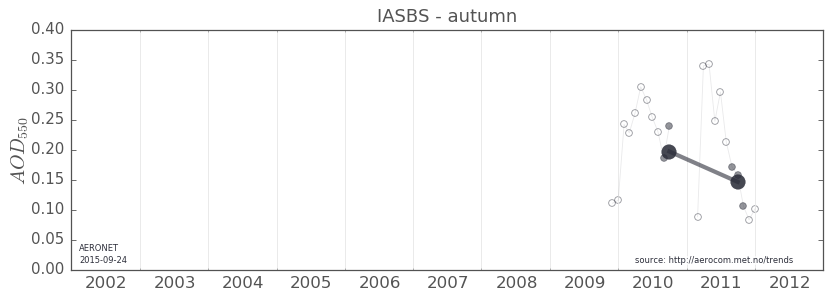 IASBS - autumn
0.40
0.35
0.30
0.25
0.20
0.15
0.10
0.05
0.00
AOD550
AERONET
2015-09-24
source: http://aerocom.met.no/trends
2002 2003 2004 2005 2006 2007 2008 2009 2010 2011 2012